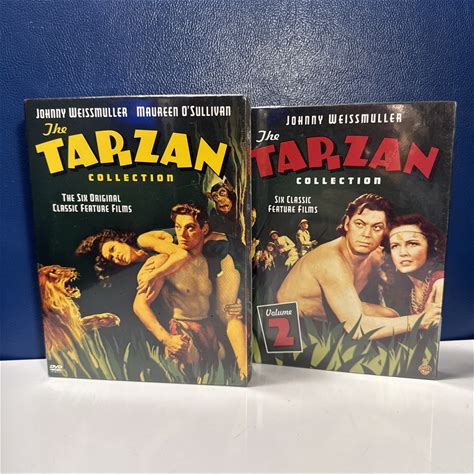 JOHNNY WEISSMULLER MAUREEN O'SULLIVAN
The
TARZAN
COLLECTION
THE SIX ORIGINAL
CLASSIC FEATURE FILMS
DVD
JOHNNY WEISSMULLER
The
TARZAN
COLLECTION
SIX CLASSIC
FEATURE FILMS
Volume
2